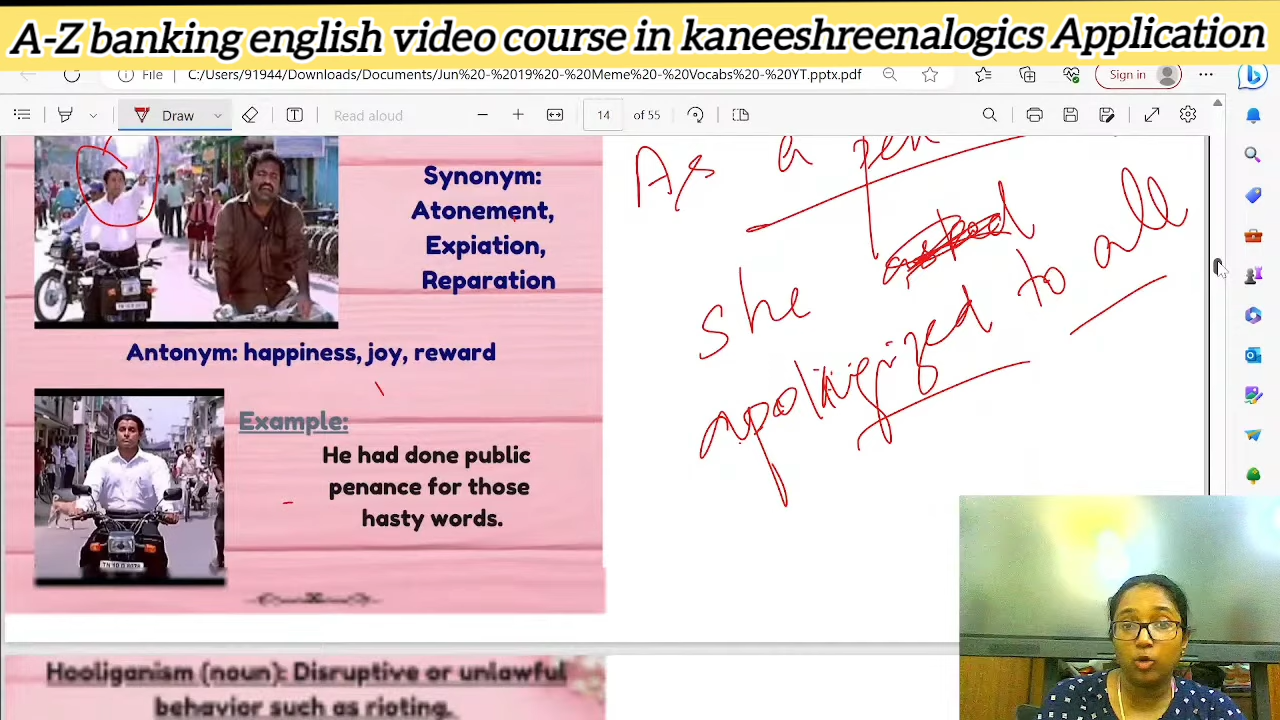 A-Z banking english video course in kaneeshreenalogics Application
File C:/Users/91944/Downloads/Documents/Jun%20-%2019%20-%20Meme%20-%20Vocabs%20-%20YT.pptx.pdf Sign in
Draw Read aloud 14 of 55
As a pen
Synonym:
Atonement,
Expiation,
Reparation
she
apologized to all
Antonym: happiness, joy, reward
Example:
He had done public
penance for those
hasty words.
Hooliganism (noun): Disruptive or unlawful
behavior such as rioting.